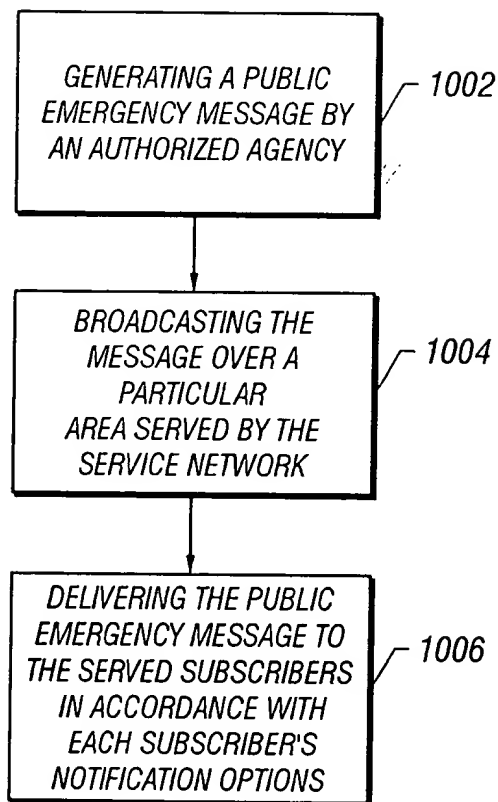 GENERATING A PUBLIC
EMERGENCY MESSAGE BY
AN AUTHORIZED AGENCY
1002
BROADCASTING THE
MESSAGE OVER A
PARTICULAR
AREA SERVED BY THE
SERVICE NETWORK
1004
DELIVERING THE PUBLIC
EMERGENCY MESSAGE TO
THE SERVED SUBSCRIBERS
IN ACCORDANCE WITH
EACH SUBSCRIBER'S
NOTIFICATION OPTIONS
1006